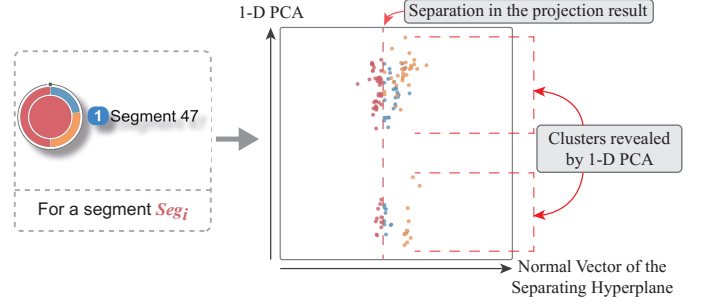 1-D PCA
Separation in the projection result
1 Segment 47
Clusters revealed
by 1-D PCA
For a segment Segi
Normal Vector of the
Separating Hyperplane